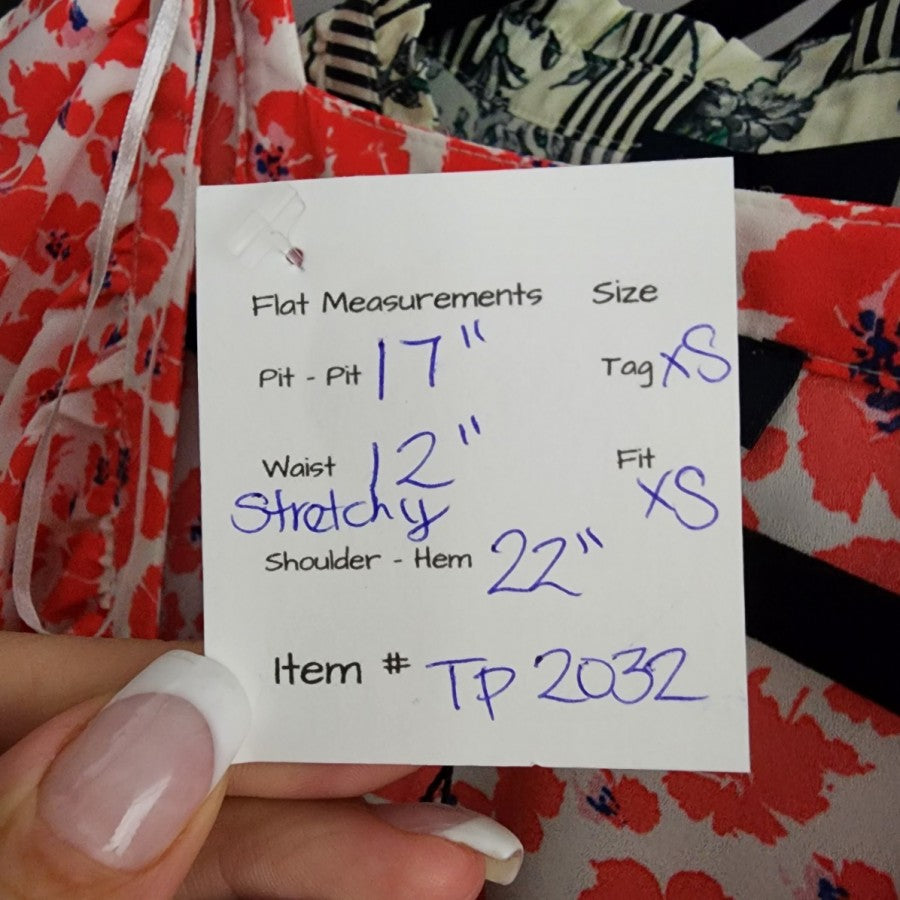 Flat Measurements Size
Pit - Pit 17" Tag XS
Waist 12" Fit
Stretchy XS
Shoulder - Hem 22"
Item # Tp 2032